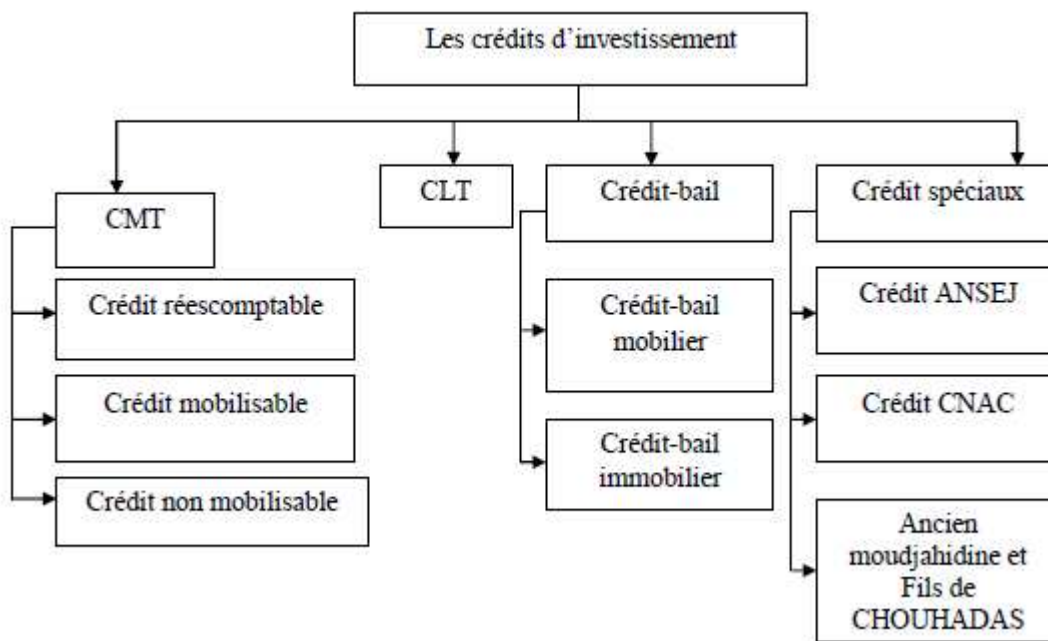 Les crédits d’investissement
CMT
Crédit réescomptable
Crédit mobilisable
Crédit non mobilisable
CLT
Crédit-bail
Crédit-bail
mobilier
Crédit-bail
immobilier
Crédit spéciaux
Crédit ANSEJ
Crédit CNAC
Ancien
moudjahidine et
Fils de
CHOUHADAS